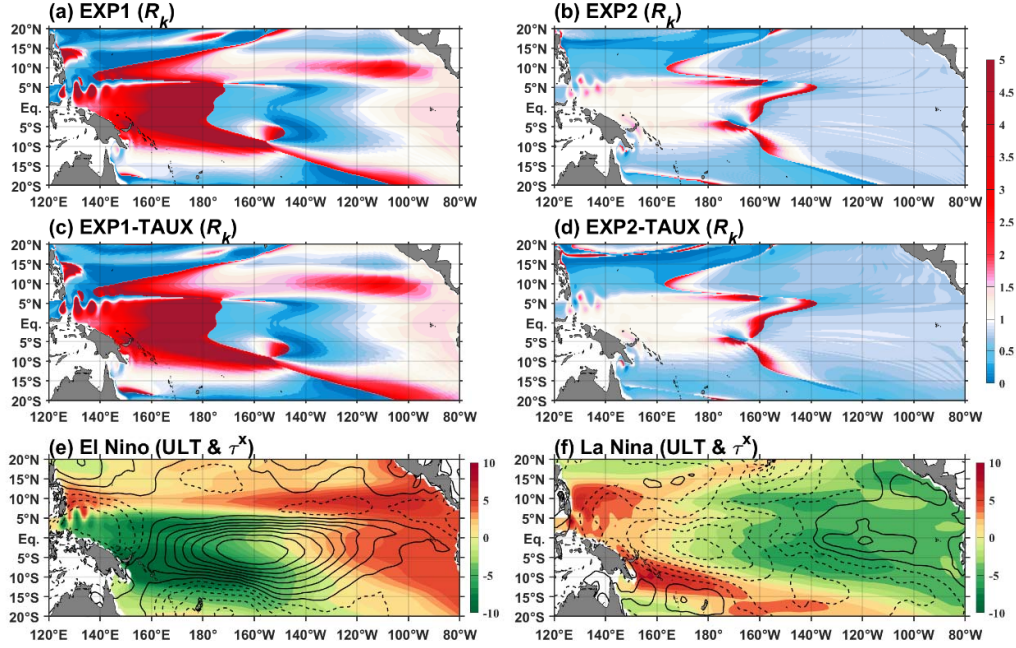 (a) EXP1 (Rk)
(b) EXP2 (Rk)
20°N
15°N
10°N
5°N
Eq.
5°S
10°S
15°S
20°S
120°E 140°E 160°E 180°W 160°W 140°W 120°W 100°W 80°W
20°N
15°N
10°N
5°N
Eq.
5°S
10°S
15°S
20°S
120°E 140°E 160°E 180°W 160°W 140°W 120°W 100°W 80°W
5
4.5
4
3.5
3
2.5
2
1.5
1
0.5
0
(c) EXP1-TAUX (Rk)
(d) EXP2-TAUX (Rk)
20°N
15°N
10°N
5°N
Eq.
5°S
10°S
15°S
20°S
120°E 140°E 160°E 180°W 160°W 140°W 120°W 100°W 80°W
20°N
15°N
10°N
5°N
Eq.
5°S
10°S
15°S
20°S
120°E 140°E 160°E 180°W 160°W 140°W 120°W 100°W 80°W
(e) El Nino (ULT & τx)
(f) La Nina (ULT & τx)
20°N
15°N
10°N
5°N
Eq.
5°S
10°S
15°S
20°S
120°E 140°E 160°E 180°W 160°W 140°W 120°W 100°W 80°W
10
5
0
-5
-10
20°N
15°N
10°N
5°N
Eq.
5°S
10°S
15°S
20°S
120°E 140°E 160°E 180°W 160°W 140°W 120°W 100°W 80°W
10
5
0
-5
-10